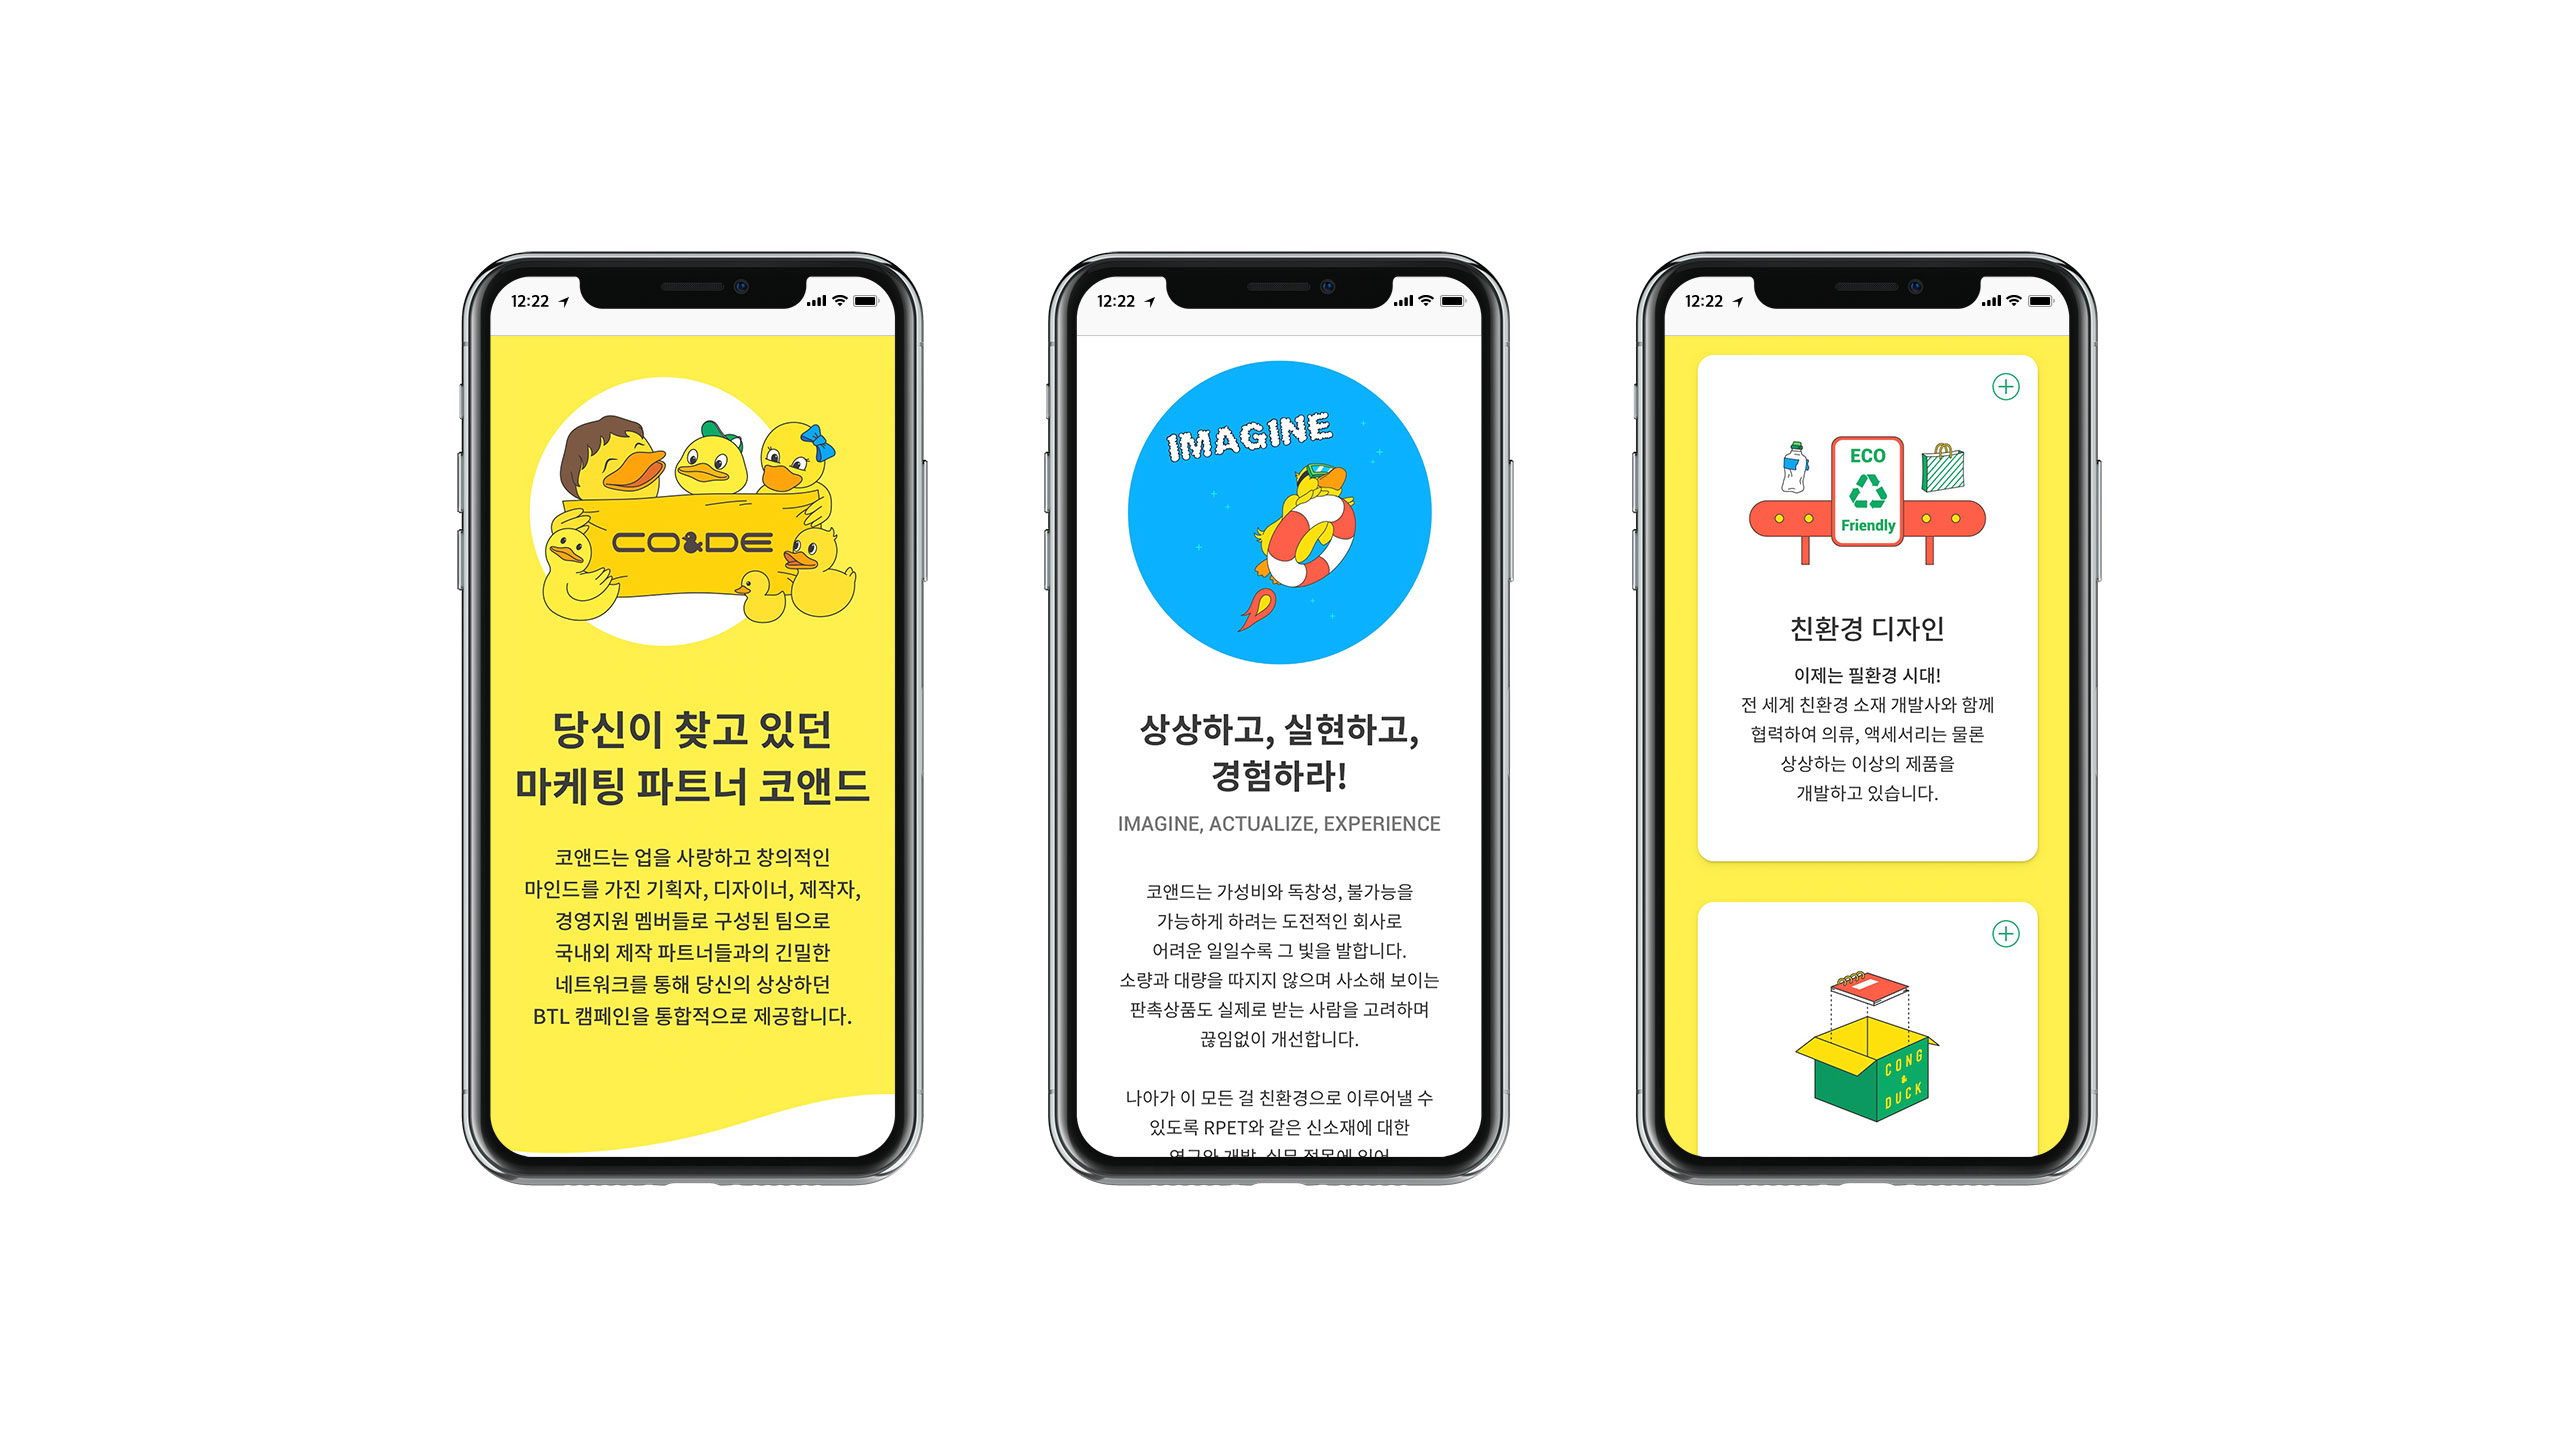 12:22
CO&DE
당신이 찾고 있던
마케팅 파트너 코앤드
코앤드는 업을 사랑하고 창의적인
마인드를 가진 기획자, 디자이너, 제작자,
경영지원 멤버들로 구성된 팀으로
국내외 제작 파트너들과의 긴밀한
네트워크를 통해 당신의 상상하던
BTL 캠페인을 통합적으로 제공합니다.
12:22
IMAGINE
상상하고, 실현하고,
경험하라!
IMAGINE, ACTUALIZE, EXPERIENCE
코앤드는 가성비와 독창성, 불가능을
가능하게 하려는 도전적인 회사로
어려운 일일수록 그 빛을 발합니다.
소량과 대량을 따지지 않으며 사소해 보이는
판촉상품도 실제로 받는 사람을 고려하며
끊임없이 개선합니다.
나아가 이 모든 걸 친환경으로 이루어낼 수
있도록 RPET와 같은 신소재에 대한
12:22
ECO
Friendly
친환경 디자인
이제는 필환경 시대!
전 세계 친환경 소재 개발사와 함께
협력하여 의류, 액세서리는 물론
상상하는 이상의 제품을
개발하고 있습니다.
CONG
&
DUCK